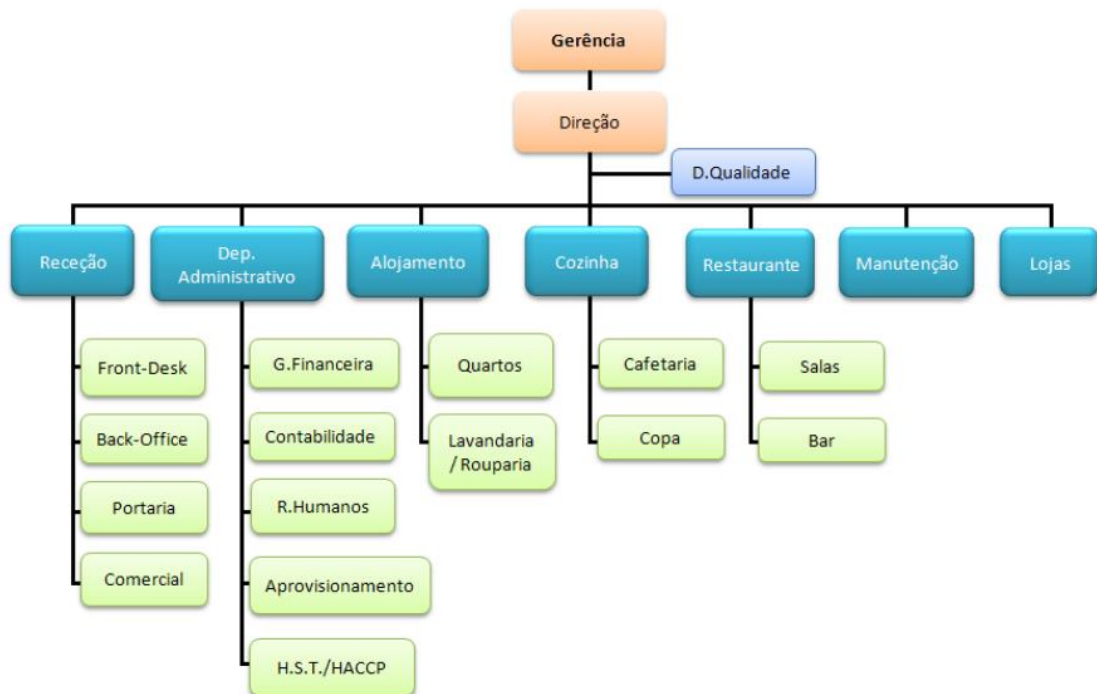 Gerência
Direção
D.Qualidade
Receção
Dep.
Administrativo
Alojamento
Cozinha
Restaurante
Manutenção
Lojas
Front-Desk
Back-Office
Portaria
Comercial
G.Financeira
Contabilidade
R.Humanos
Aprovisionamento
H.S.T./HACCP
Quartos
Lavandaria
/ Rouparia
Cafetaria
Copa
Salas
Bar